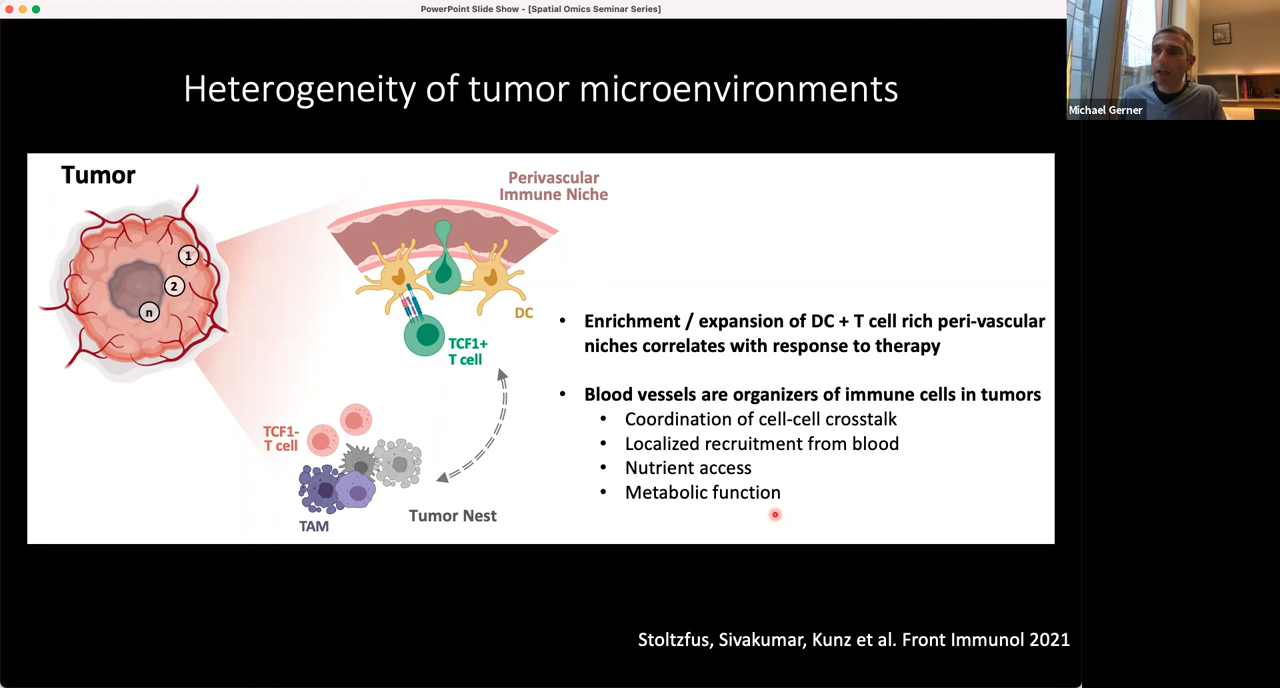 PowerPoint Slide Show - [Spatial Omics Seminar Series]
Michael Gerner
Heterogeneity of tumor microenvironments
Tumor
1
2
n
Perivascular
Immune Niche
DC
TCF1+
T cell
TCF1-
T cell
TAM
Tumor Nest
• Enrichment / expansion of DC + T cell rich peri-vascular
niches correlates with response to therapy
• Blood vessels are organizers of immune cells in tumors
• Coordination of cell-cell crosstalk
• Localized recruitment from blood
• Nutrient access
• Metabolic function
Stoltzfus, Sivakumar, Kunz et al. Front Immunol 2021